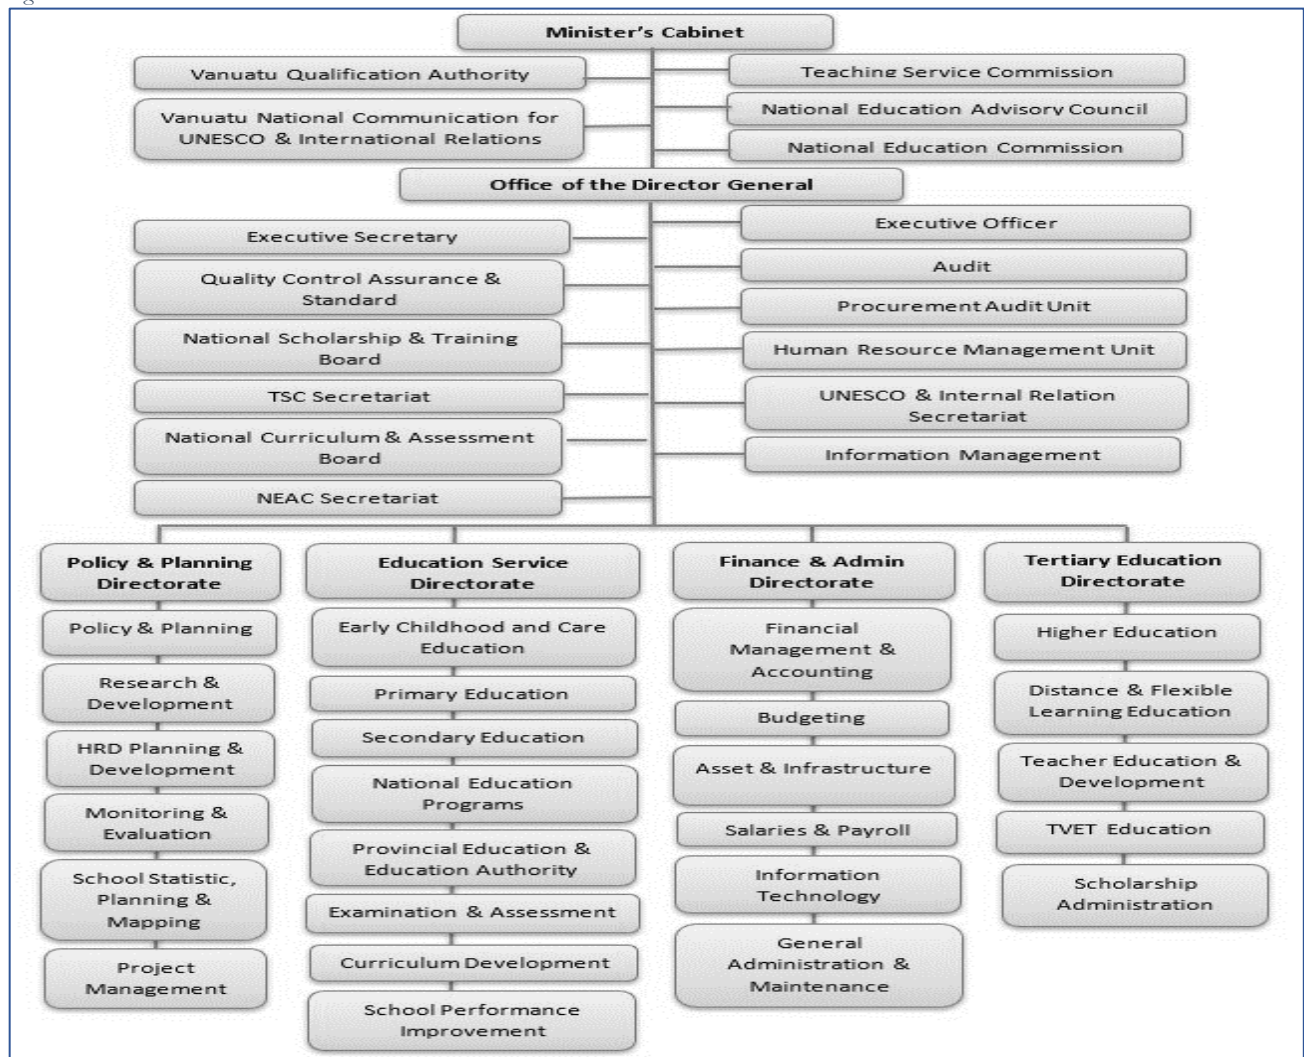 Minister's Cabinet
Vanuatu Qualification Authority
Teaching Service Commission
Vanuatu National Communication for
UNESCO & International Relations
National Education Advisory Council
National Education Commission
Office of the Director General
Executive Secretary
Quality Control Assurance &
Standard
National Scholarship & Training
Board
TSC Secretariat
National Curriculum & Assessment
Board
NEAC Secretariat
Executive Officer
Audit
Procurement Audit Unit
Human Resource Management Unit
UNESCO & Internal Relation
Secretariat
Information Management
Policy & Planning
Directorate
Policy & Planning
Research &
Development
HRD Planning &
Development
Monitoring &
Evaluation
School Statistic,
Planning &
Mapping
Project
Management
Education Service
Directorate
Early Childhood and Care
Education
Primary Education
Secondary Education
National Education
Programs
Provincial Education &
Education Authority
Examination & Assessment
Curriculum Development
School Performance
Improvement
Finance & Admin
Directorate
Financial
Management &
Accounting
Budgeting
Asset & Infrastructure
Salaries & Payroll
Information
Technology
General
Administration &
Maintenance
Tertiary Education
Directorate
Higher Education
Distance & Flexible
Learning Education
Teacher Education &
Development
TVET Education
Scholarship
Administration